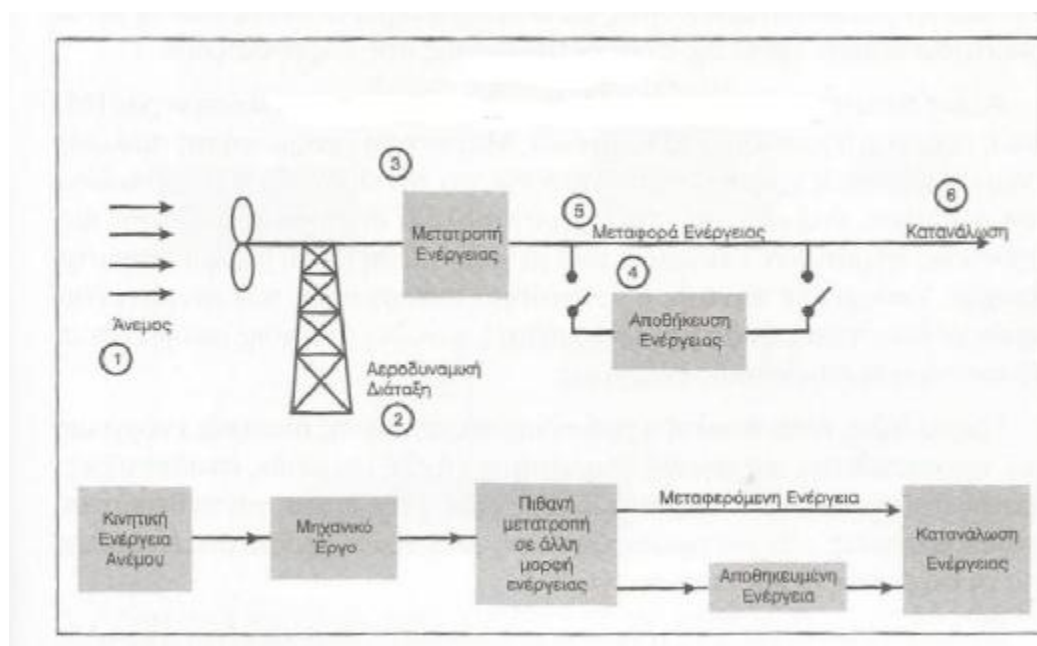 ③
⑤
⑥
Μετατροπή
Ενέργειας
Μεταφορά Ενέργειας
Κατανάλωση
④
Αποθήκευση
Ενέργειας
Άνεμος
①
Αεροδυναμική
Διάταξη
②
Κινητική
Ενέργεια
Ανέμου
Μηχανικό
Έργο
Πιθανή
μετατροπή
σε άλλη
μορφή
ενέργειας
Μεταφερόμενη Ενέργεια
Αποθηκευμένη
Ενέργεια
Κατανάλωση
Ενέργειας